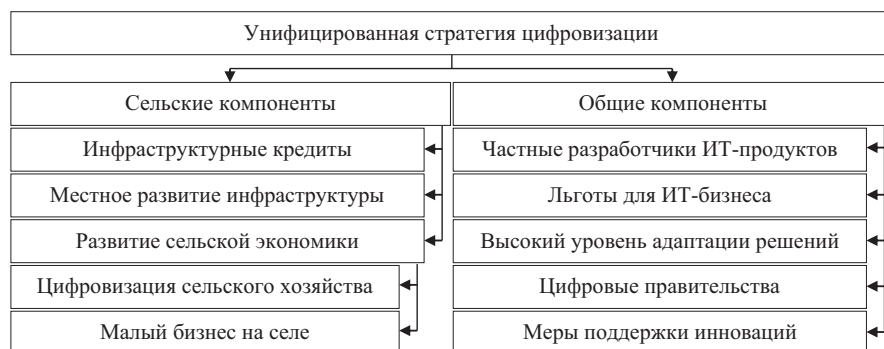 Унифицированная стратегия цифровизации
Сельские компоненты
Инфраструктурные кредиты
Местное развитие инфраструктуры
Развитие сельской экономики
Цифровизация сельского хозяйства
Малый бизнес на селе
Общие компоненты
Частные разработчики ИТ-продуктов
Льготы для ИТ-бизнеса
Высокий уровень адаптации решений
Цифровые правительства
Меры поддержки инноваций